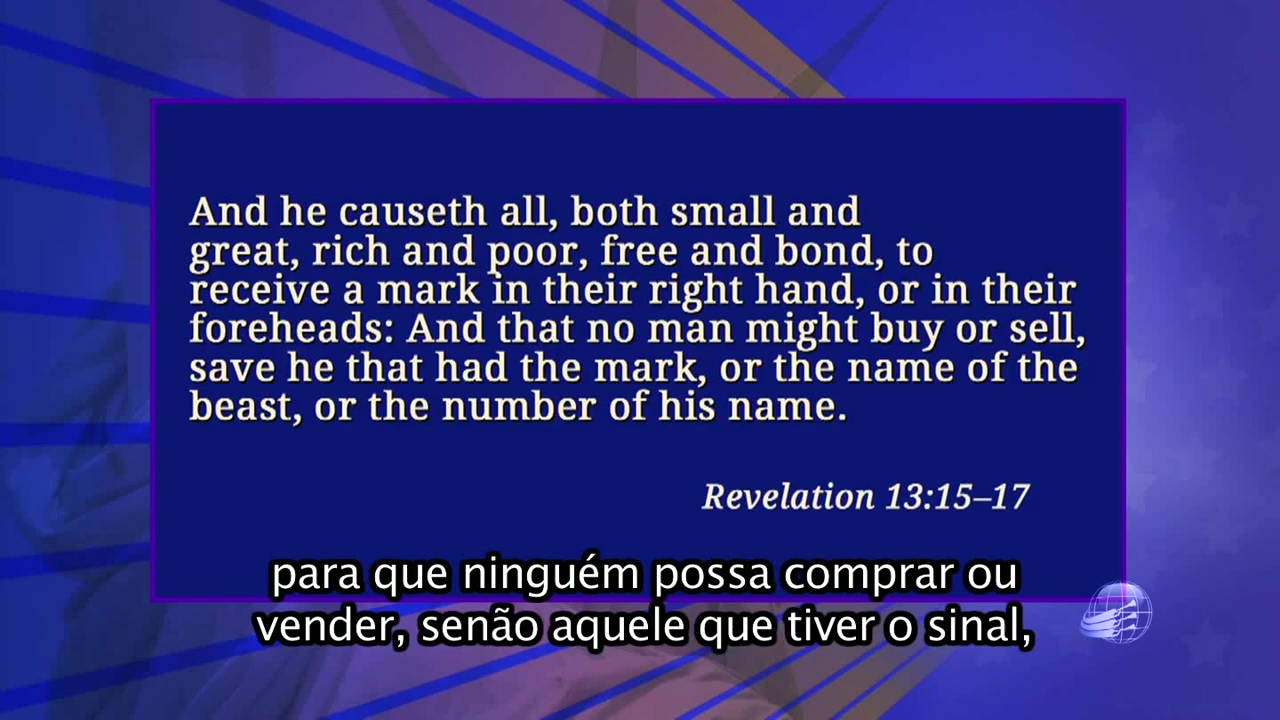 And he causeth all, both small and
great, rich and poor, free and bond, to
receive a mark in their right hand, or in their
foreheads: And that no man might buy or sell,
save he that had the mark, or the name of the
beast, or the number of his name.
Revelation 13:15–17
para que ninguém possa comprar ou
vender, senão aquele que tiver o sinal,